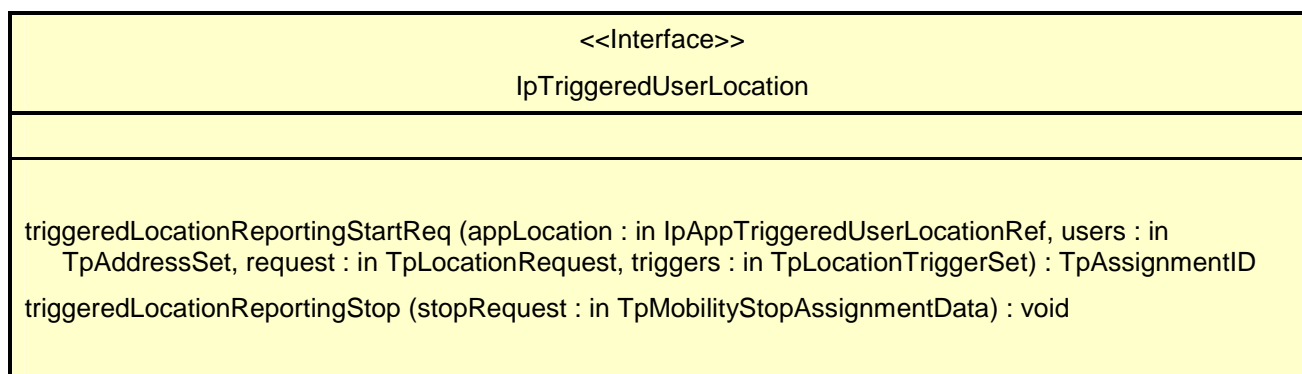 <<Interface>>
IpTriggeredUserLocation
triggeredLocationReportingStartReq (appLocation : in IpAppTriggeredUserLocationRef, users : in
TpAddressSet, request : in TpLocationRequest, triggers : in TpLocationTriggerSet) : TpAssignmentID
triggeredLocationReportingStop (stopRequest : in TpMobilityStopAssignmentData) : void